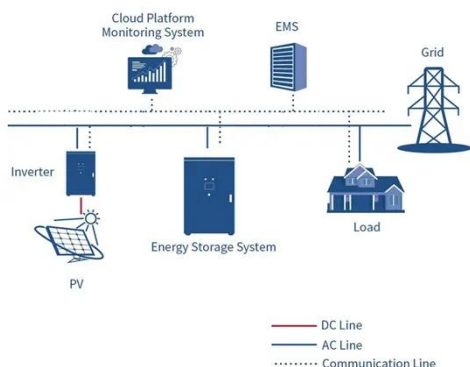 Cloud Platform
Monitoring System
EMS
Grid
Inverter
Energy Storage System
Load
PV
DC Line
AC Line
Communication Line